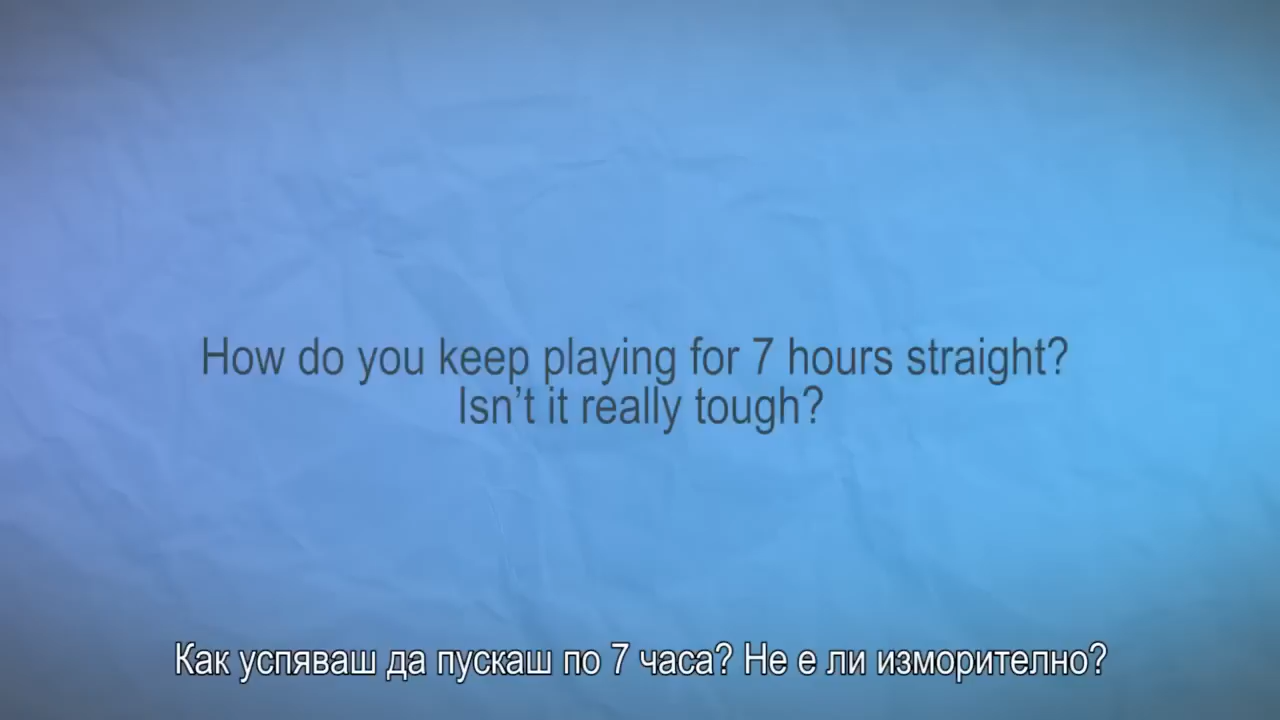 How do you keep playing for 7 hours straight?
Isn’t it really tough?
Как успяваш да пускаш по 7 часа? Не е ли изморително?